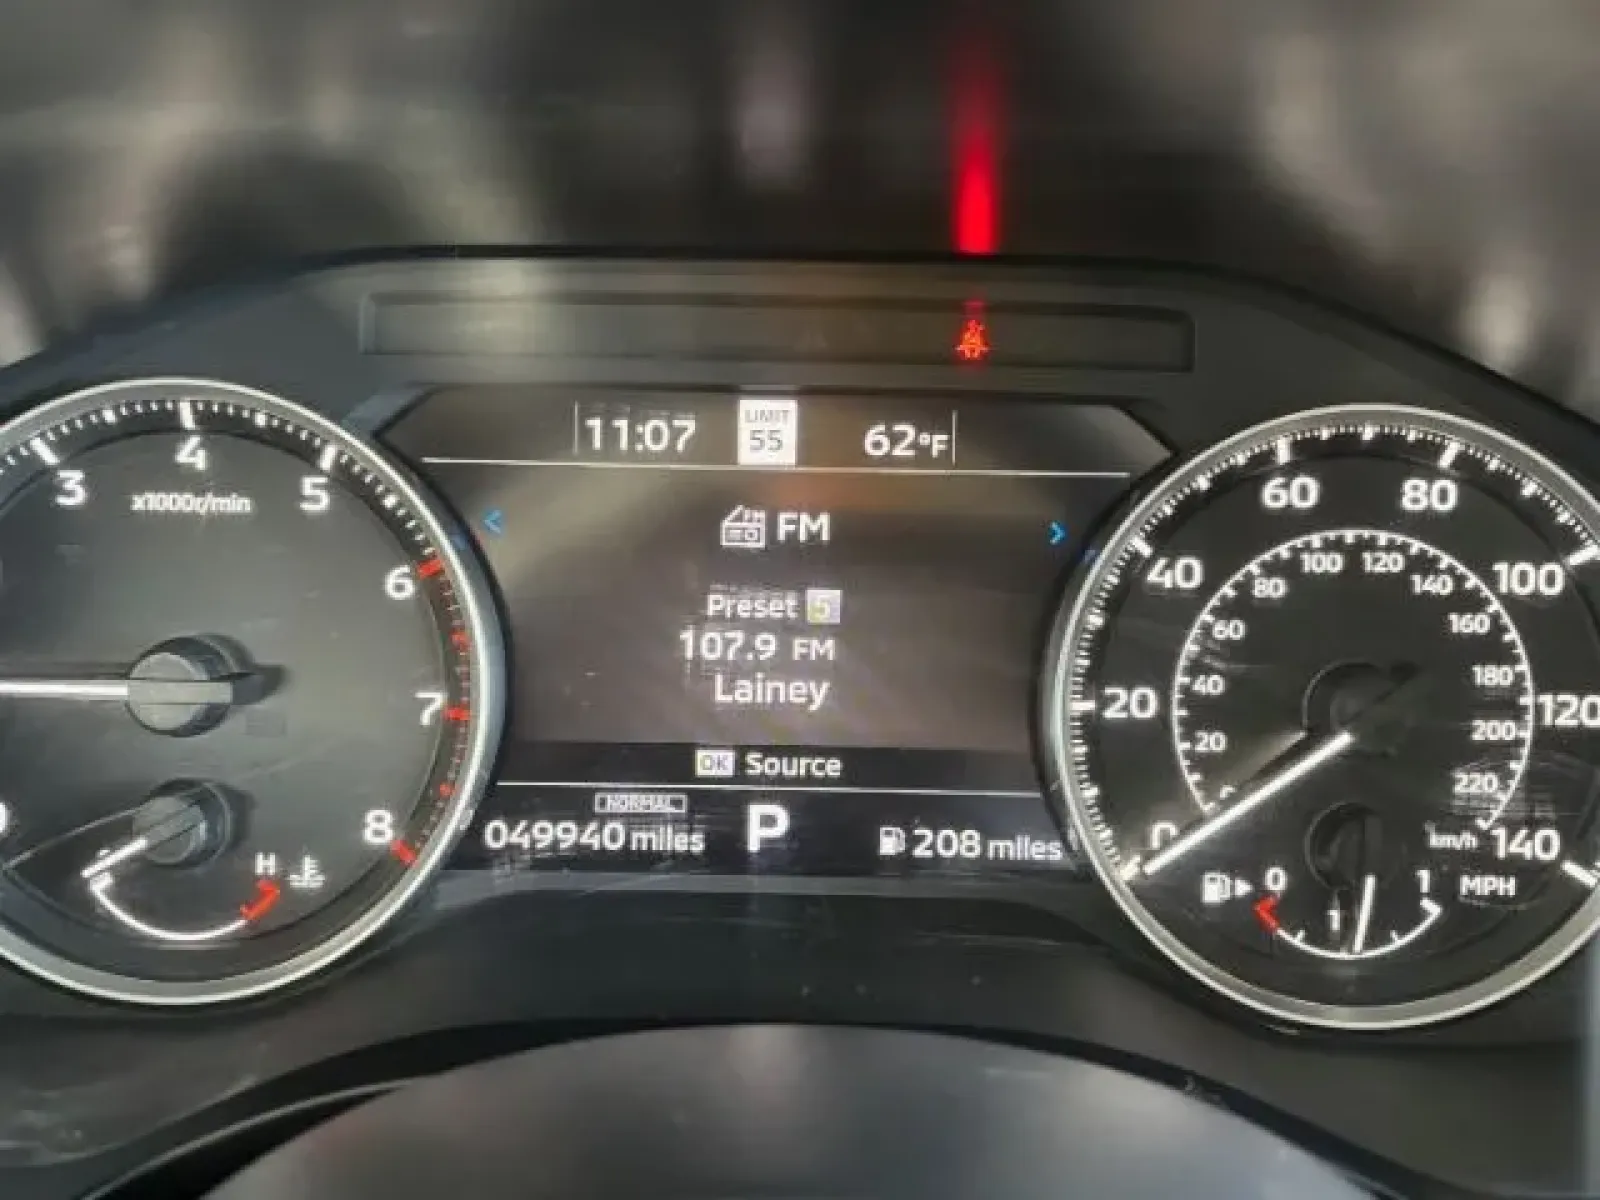 11:07
LIMIT
55
62°F
FM
Preset 5
107.9 FM
Lainey
OK Source
NORMAL
049940 miles
P
208 miles
3
4
5
6
7
8
x1000r/min
H
0
20
40
60
80
100
120
140
MPH
20
40
60
80
100
120
140
160
180
200
220
km/h
0
1